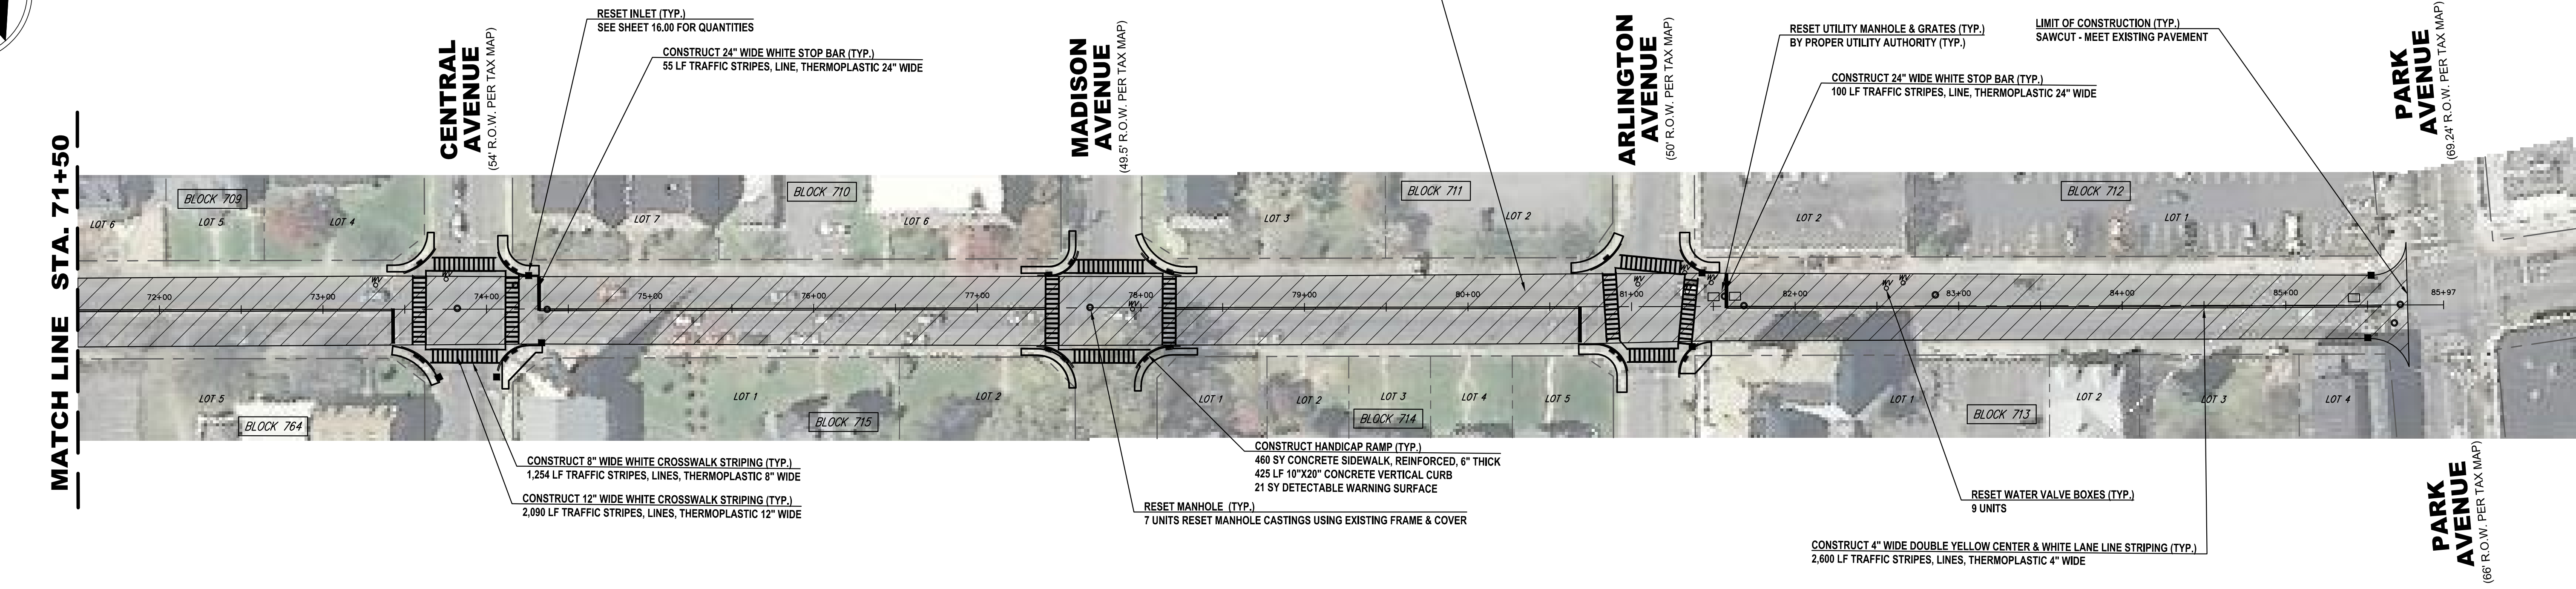 RESET INLET (TYP.)
SEE SHEET 16.00 FOR QUANTITIES
CONSTRUCT 24" WIDE WHITE STOP BAR (TYP.)
55 LF TRAFFIC STRIPES, LINE, THERMOPLASTIC 24" WIDE
RESET UTILITY MANHOLE & GRATES (TYP.)
BY PROPER UTILITY AUTHORITY (TYP.)
LIMIT OF CONSTRUCTION (TYP.)
SAWCUT - MEET EXISTING PAVEMENT
CONSTRUCT 24" WIDE WHITE STOP BAR (TYP.)
100 LF TRAFFIC STRIPES, LINE, THERMOPLASTIC 24" WIDE
CENTRAL
AVENUE
(54' R.O.W. PER TAX MAP)
MADISON
AVENUE
(49.5' R.O.W. PER TAX MAP)
ARLINGTON
AVENUE
(50' R.O.W. PER TAX MAP)
PARK
AVENUE
(69.24' R.O.W. PER TAX MAP)
MATCH LINE STA. 71+50
BLOCK 709
BLOCK 710
BLOCK 711
BLOCK 712
LOT 6
LOT 5
LOT 4
LOT 7
LOT 6
LOT 3
LOT 2
LOT 2
LOT 1
WV
WV
WV
WV
WV
WV
WV
WV
72+00
73+00
74+00
75+00
76+00
77+00
78+00
79+00
80+00
81+00
82+00
83+00
84+00
85+00
85+97
LOT 5
LOT 1
LOT 2
LOT 1
LOT 2
LOT 3
LOT 4
LOT 5
LOT 1
LOT 2
LOT 3
LOT 4
BLOCK 764
BLOCK 715
BLOCK 714
BLOCK 713
CONSTRUCT 8" WIDE WHITE CROSSWALK STRIPING (TYP.)
1,254 LF TRAFFIC STRIPES, LINES, THERMOPLASTIC 8" WIDE
CONSTRUCT 12" WIDE WHITE CROSSWALK STRIPING (TYP.)
2,090 LF TRAFFIC STRIPES, LINES, THERMOPLASTIC 12" WIDE
CONSTRUCT HANDICAP RAMP (TYP.)
460 SY CONCRETE SIDEWALK, REINFORCED, 6" THICK
425 LF 10"X20" CONCRETE VERTICAL CURB
21 SY DETECTABLE WARNING SURFACE
RESET MANHOLE (TYP.)
7 UNITS RESET MANHOLE CASTINGS USING EXISTING FRAME & COVER
RESET WATER VALVE BOXES (TYP.)
9 UNITS
CONSTRUCT 4" WIDE DOUBLE YELLOW CENTER & WHITE LANE LINE STRIPING (TYP.)
2,600 LF TRAFFIC STRIPES, LINES, THERMOPLASTIC 4" WIDE
PARK
AVENUE
(66' R.O.W. PER TAX MAP)